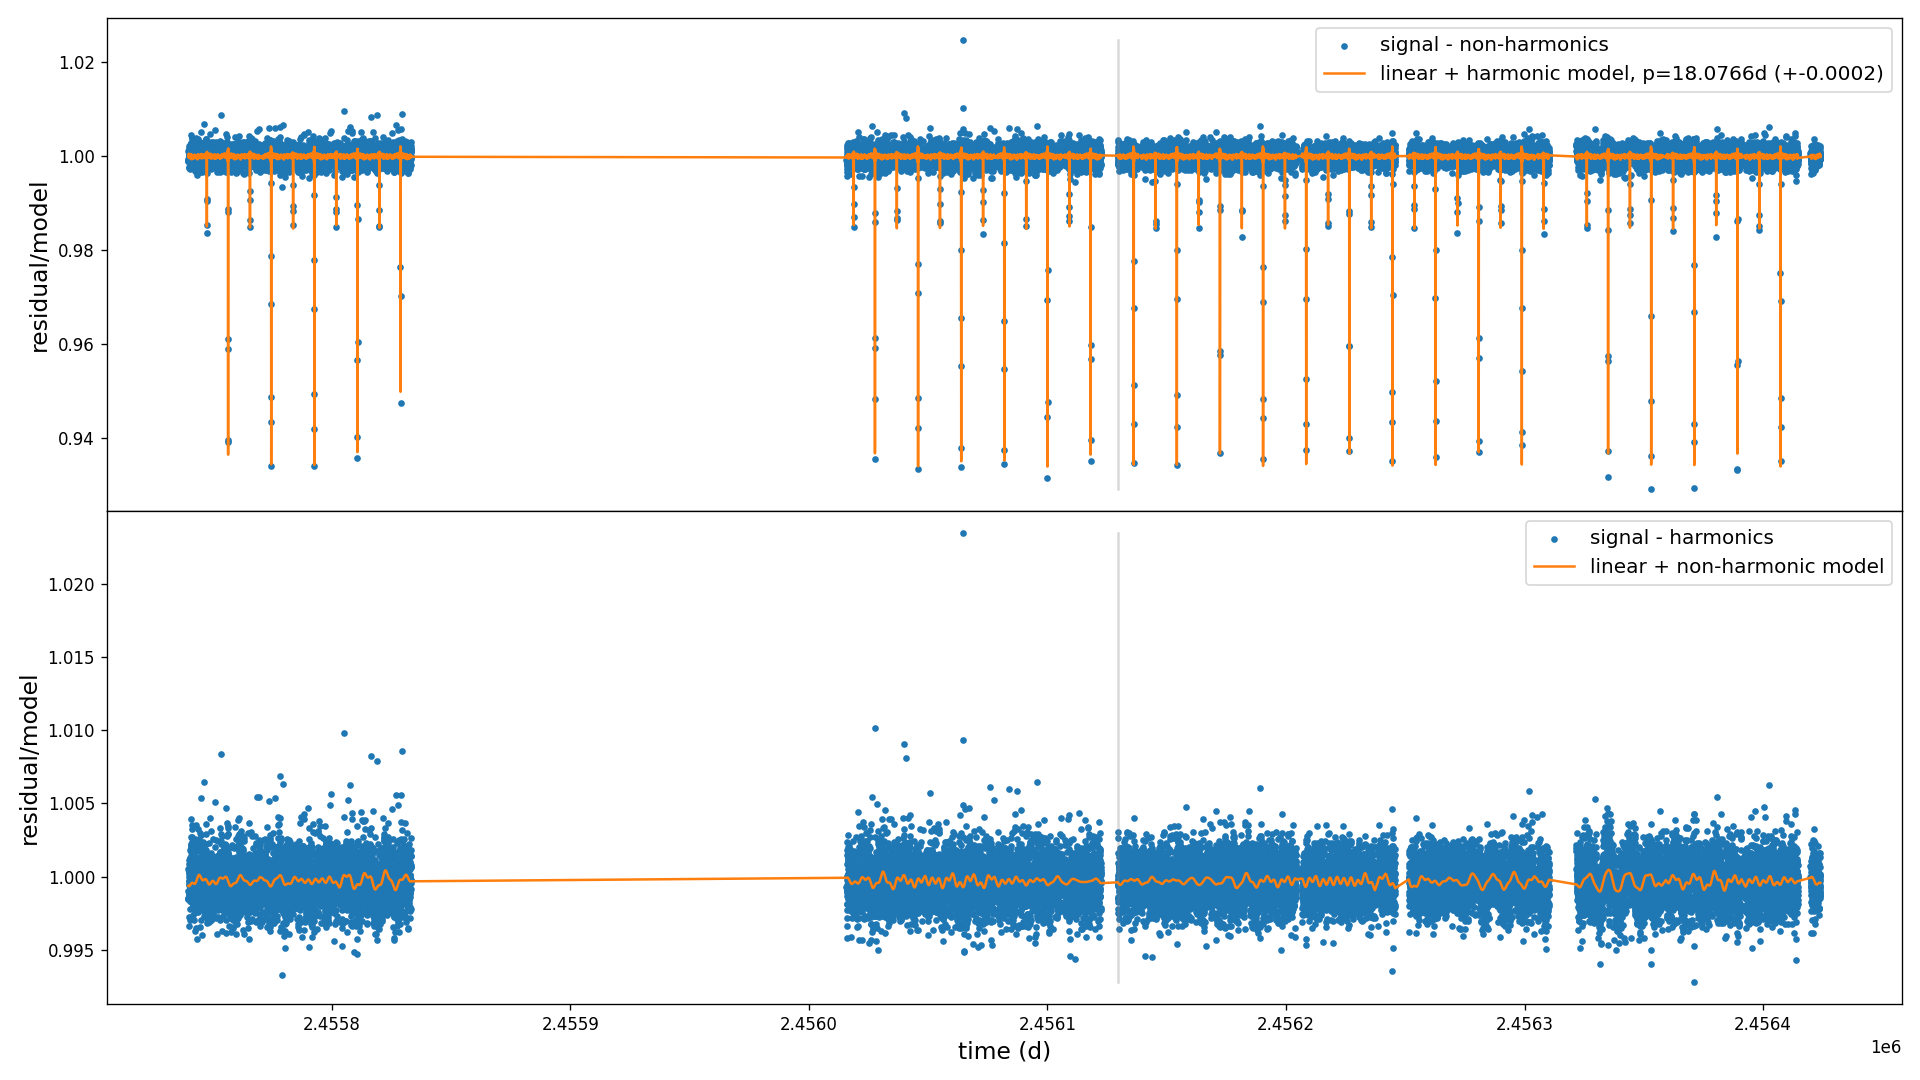 signal - non-harmonics
linear + harmonic model, p=18.0766d (+-0.0002)
1.02
1.00
0.98
0.96
0.94
residual/model
signal - harmonics
linear + non-harmonic model
1.020
1.015
1.010
1.005
1.000
0.995
residual/model
2.4558
2.4559
2.4560
2.4561
2.4562
2.4563
2.4564
time (d)
1e6